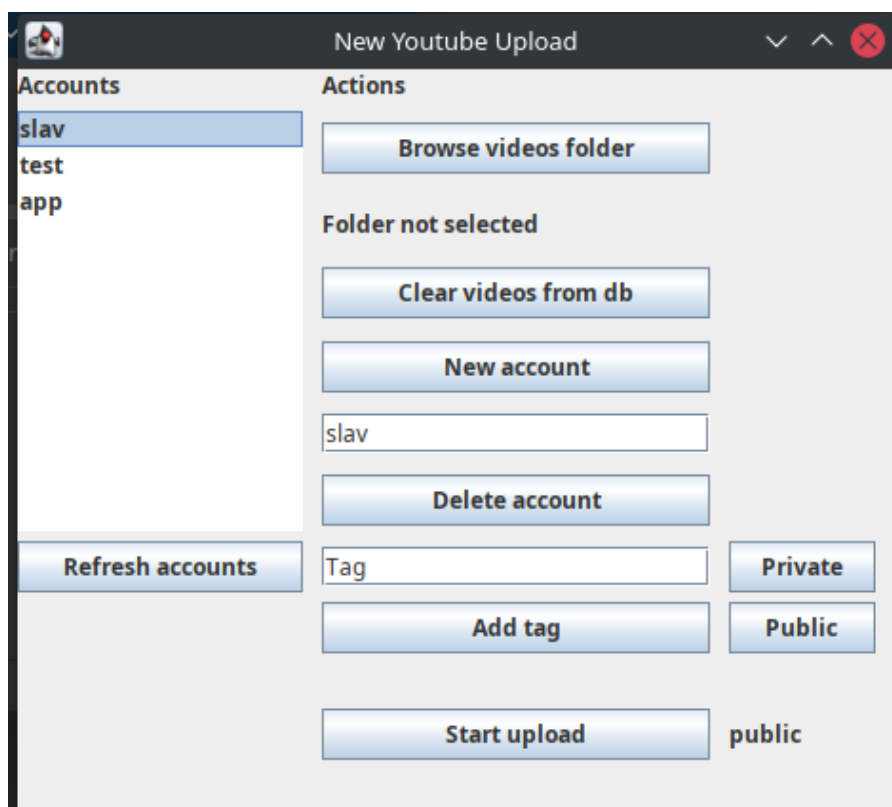 New Youtube Upload
Accounts
Actions
slav
test
app
Browse videos folder
Folder not selected
Clear videos from db
New account
slav
Delete account
Refresh accounts
Tag
Private
Add tag
Public
Start upload
public